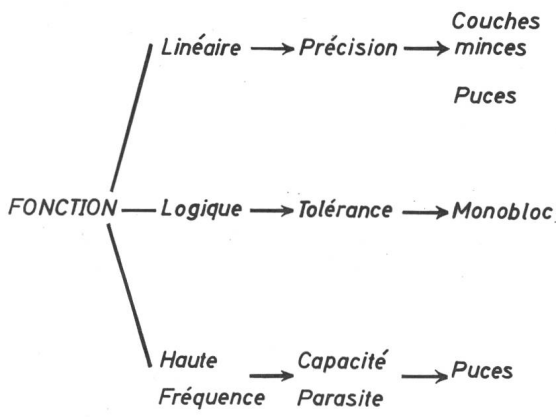 Couches
Linéaire Précision minces
Puces
FONCTION Logique Tolérance Monobloc
Haute Capacité
Puces
Fréquence Parasite